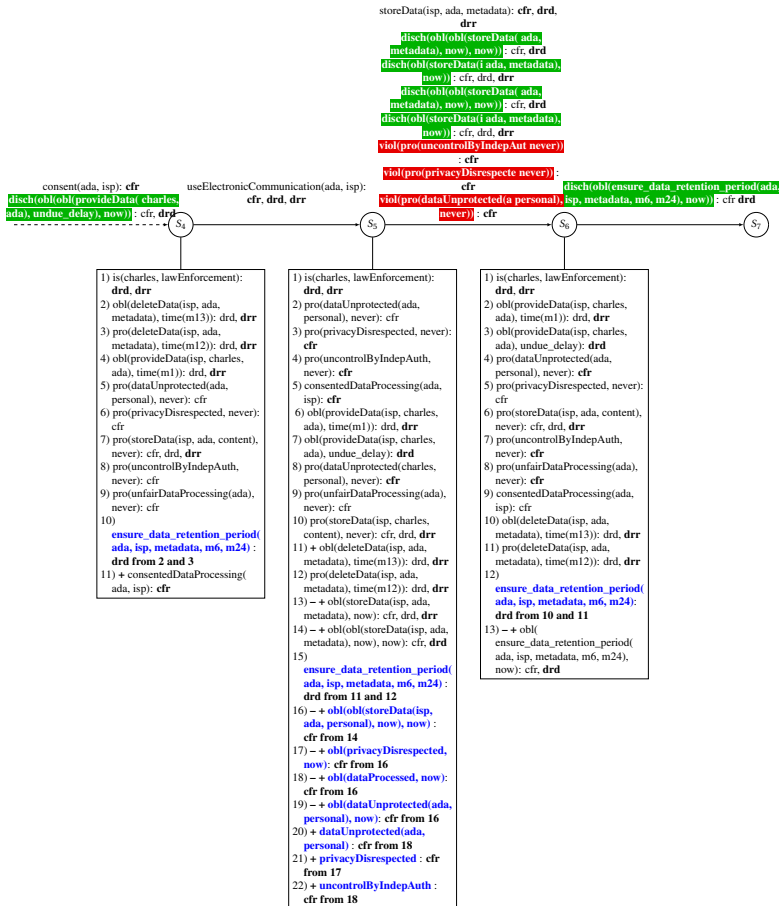 storeData(isp, ada, metadata): cfr, drd,
drr
disch(obl(obl(storeData( ada,
metadata), now), now)) : cfr, drd
disch(obl(storeData(i ada, metadata),
now)) : cfr, drd, drr
disch(obl(obl(storeData( ada,
metadata), now), now)) : cfr, drd
disch(obl(storeData(i ada, metadata),
now)) : cfr, drd, drr
viol(pro(uncontrolByIndepAut never))
: cfr
viol(pro(privacyDisrespecte never)) :
cfr
viol(pro(dataUnprotected(a personal),
never)) : cfr
consent(ada, isp): cfr
disch(obl(obl(provideData( charles,
ada), undue_delay), now)) : cfr, drd
useElectronicCommunication(ada, isp):
cfr, drd, drr
disch(obl(ensure_data_retention_period(ada,
isp, metadata, m6, m24), now)) : cfr drd
S4
S5
S6
S7
1) is(charles, lawEnforcement):
drd, drr
2) obl(deleteData(isp, ada,
metadata), time(m13)): drd, drr
3) pro(deleteData(isp, ada,
metadata), time(m12)): drd, drr
4) obl(provideData(isp, charles,
ada), time(m1)): drd, drr
5) pro(dataUnprotected(ada,
personal), never): cfr
6) pro(privacyDisrespected, never):
cfr
7) pro(storeData(isp, ada, content),
never): cfr, drd, drr
8) pro(uncontrolByIndepAuth,
never): cfr
9) pro(unfairDataProcessing(ada),
never): cfr
10)
ensure_data_retention_period(
ada, isp, metadata, m6, m24) :
drd from 2 and 3
11) + consentedDataProcessing(
ada, isp): cfr
1) is(charles, lawEnforcement):
drd, drr
2) pro(dataUnprotected(ada,
personal), never): cfr
3) pro(privacyDisrespected, never):
cfr
4) pro(uncontrolByIndepAuth,
never): cfr
5) consentedDataProcessing(ada,
isp): cfr
6) obl(provideData(isp, charles,
ada), time(m1)): drd, drr
7) obl(provideData(isp, charles,
ada), undue_delay): drd
8) pro(dataUnprotected(charles,
personal), never): cfr
9) pro(unfairDataProcessing(ada),
never): cfr
10) pro(storeData(isp, charles,
content), never): cfr, drd, drr
11) + obl(deleteData(isp, ada,
metadata), time(m13)): drd, drr
12) pro(deleteData(isp, ada,
metadata), time(m12)): drd, drr
13) − + obl(storeData(isp, ada,
metadata), now): cfr, drd, drr
14) − + obl(obl(storeData(isp, ada,
metadata), now), now): cfr, drd
15)
ensure_data_retention_period(
ada, isp, metadata, m6, m24) :
drd from 11 and 12
16) − + obl(obl(storeData(isp,
ada, personal), now), now) :
cfr from 14
17) − + obl(privacyDisrespected,
now): cfr from 16
18) − + obl(dataProcessed, now):
cfr from 16
19) − + obl(dataUnprotected(ada,
personal), now): cfr from 16
20) + dataUnprotected(ada,
personal) : cfr from 18
21) + privacyDisrespected : cfr
from 17
22) + uncontrolByIndepAuth :
cfr from 18
1) is(charles, lawEnforcement):
drd, drr
2) obl(provideData(isp, charles,
ada), time(m1)): drd, drr
3) obl(provideData(isp, charles,
ada), undue_delay): drd
4) pro(dataUnprotected(ada,
personal), never): cfr
5) pro(privacyDisrespected, never):
cfr
6) pro(storeData(isp, ada, content),
never): cfr, drd, drr
7) pro(uncontrolByIndepAuth,
never): cfr
8) pro(unfairDataProcessing(ada),
never): cfr
9) consentedDataProcessing(ada,
isp): cfr
10) obl(deleteData(isp, ada,
metadata), time(m13)): drd, drr
11) pro(deleteData(isp, ada,
metadata), time(m12)): drd, drr
12)
ensure_data_retention_period(
ada, isp, metadata, m6, m24):
drd from 10 and 11
13) − + obl(
ensure_data_retention_period(
ada, isp, metadata, m6, m24),
now): cfr, drd